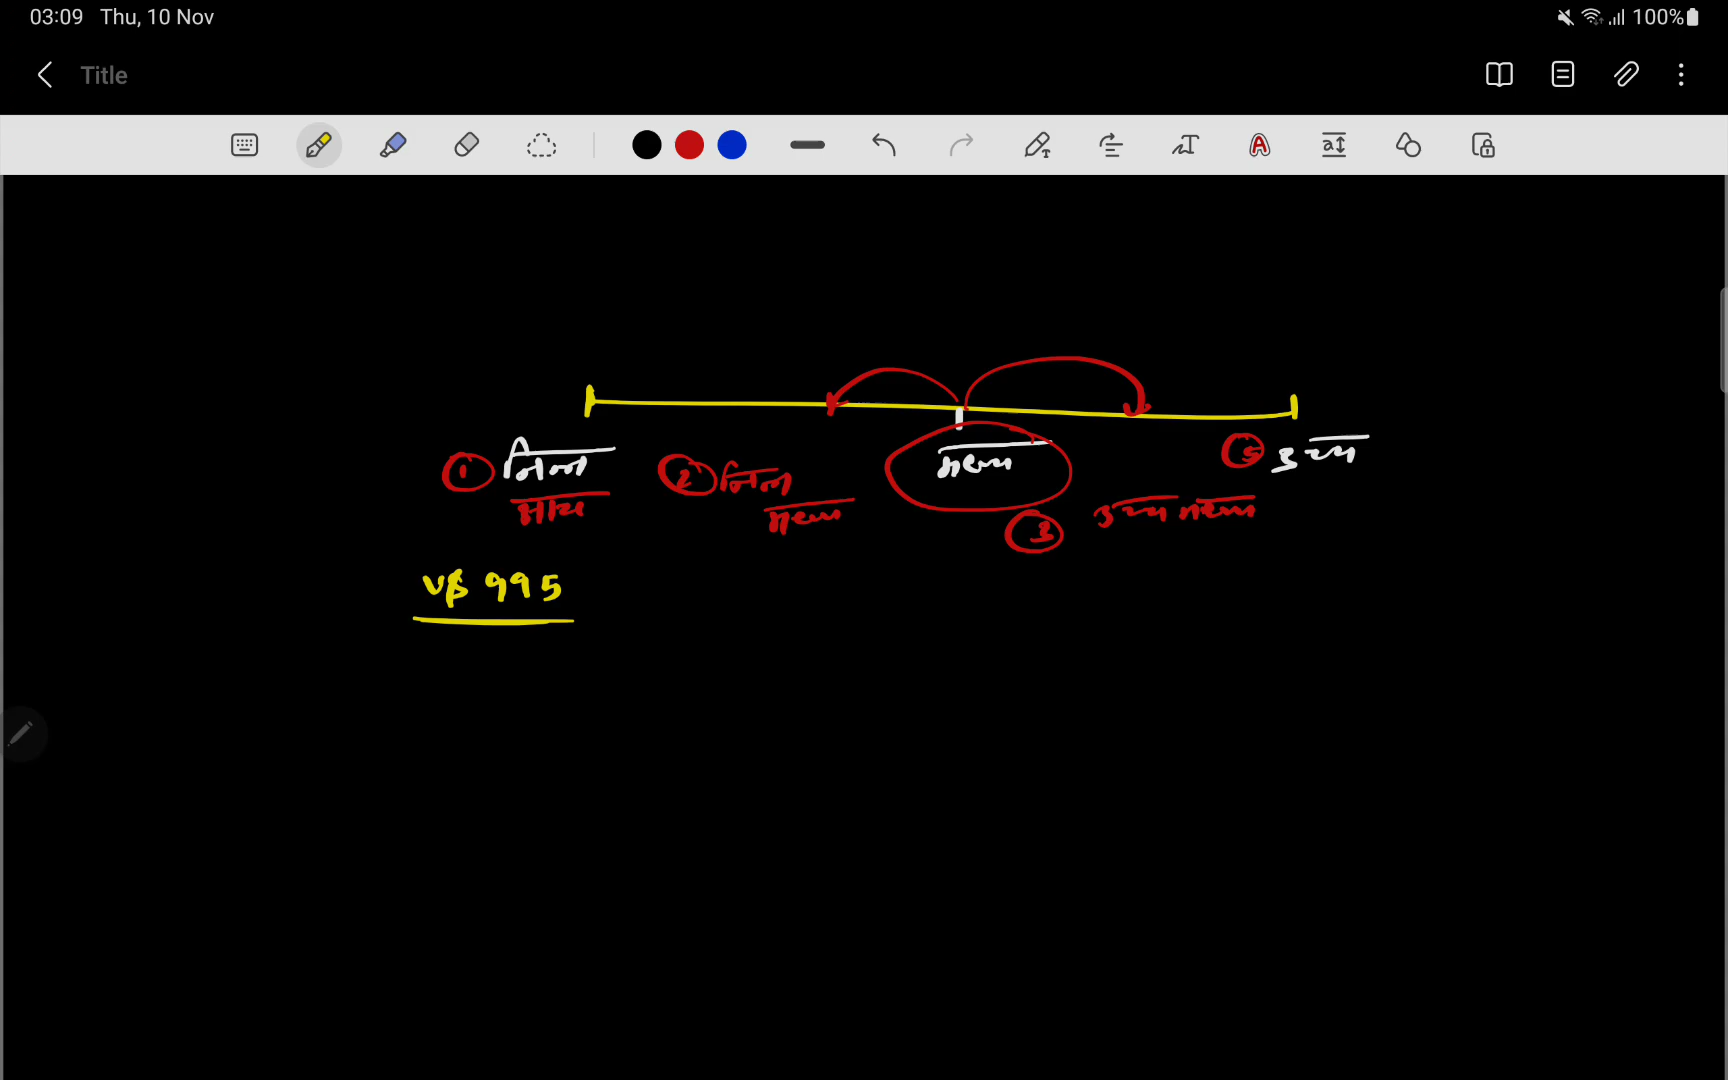 03:09 Thu, 10 Nov 100%
Title
① निम्न ② निम्न मध्यम ⑤ उच्च
मध्यम ③ उच्च मध्यम
U$ 995